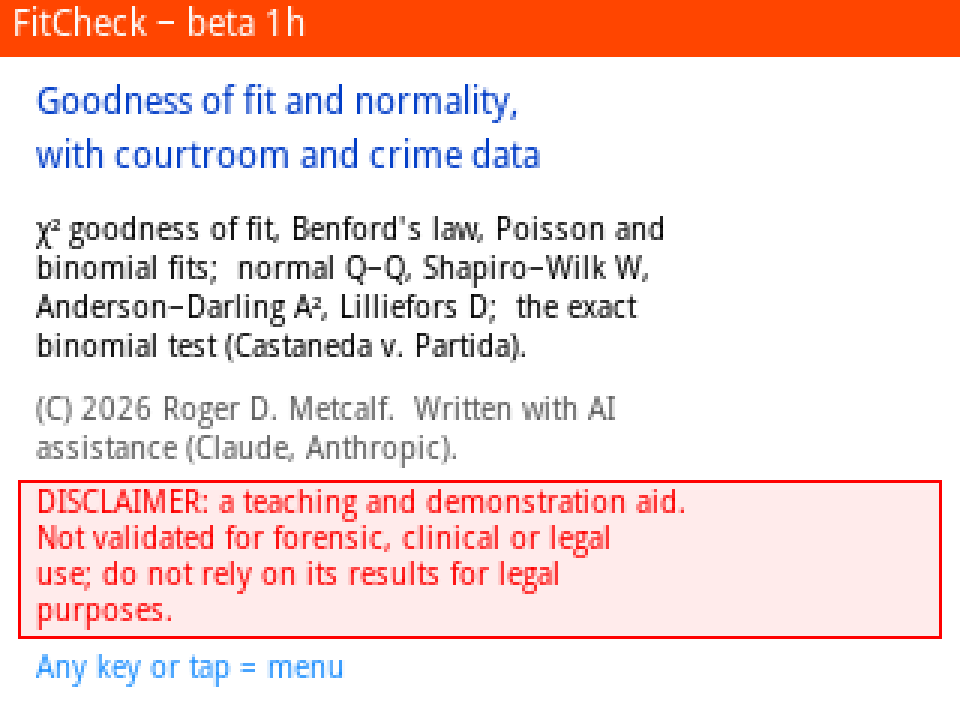 FitCheck − beta 1h
Goodness of fit and normality,
with courtroom and crime data
χ² goodness of fit, Benford's law, Poisson and
binomial fits;  normal Q−Q, Shapiro−Wilk W,
Anderson−Darling A², Lilliefors D;  the exact
binomial test (Castaneda v. Partida).
(C) 2026 Roger D. Metcalf.  Written with AI
assistance (Claude, Anthropic).
DISCLAIMER: a teaching and demonstration aid.
Not validated for forensic, clinical or legal
use; do not rely on its results for legal
purposes.
Any key or tap = menu